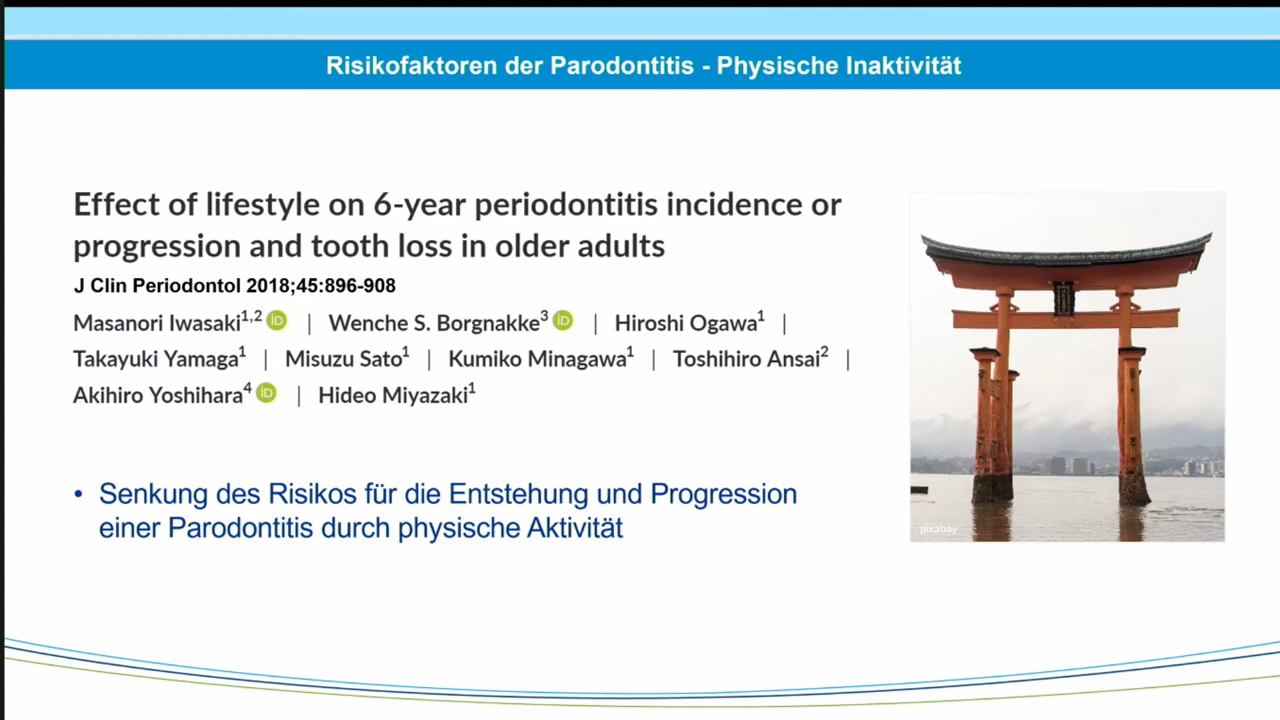 Risikofaktoren der Parodontitis - Physische Inaktivität
Effect of lifestyle on 6-year periodontitis incidence or
progression and tooth loss in older adults
J Clin Periodontol 2018;45:896-908
Masanori Iwasaki1,2 iD | Wenche S. Borgnakke3 iD | Hiroshi Ogawa1 |
Takayuki Yamaga1 | Misuzu Sato1 | Kumiko Minagawa1 | Toshihiro Ansai2 |
Akihiro Yoshihara4 iD | Hideo Miyazaki1
• Senkung des Risikos für die Entstehung und Progression
einer Parodontitis durch physische Aktivität
pixabay